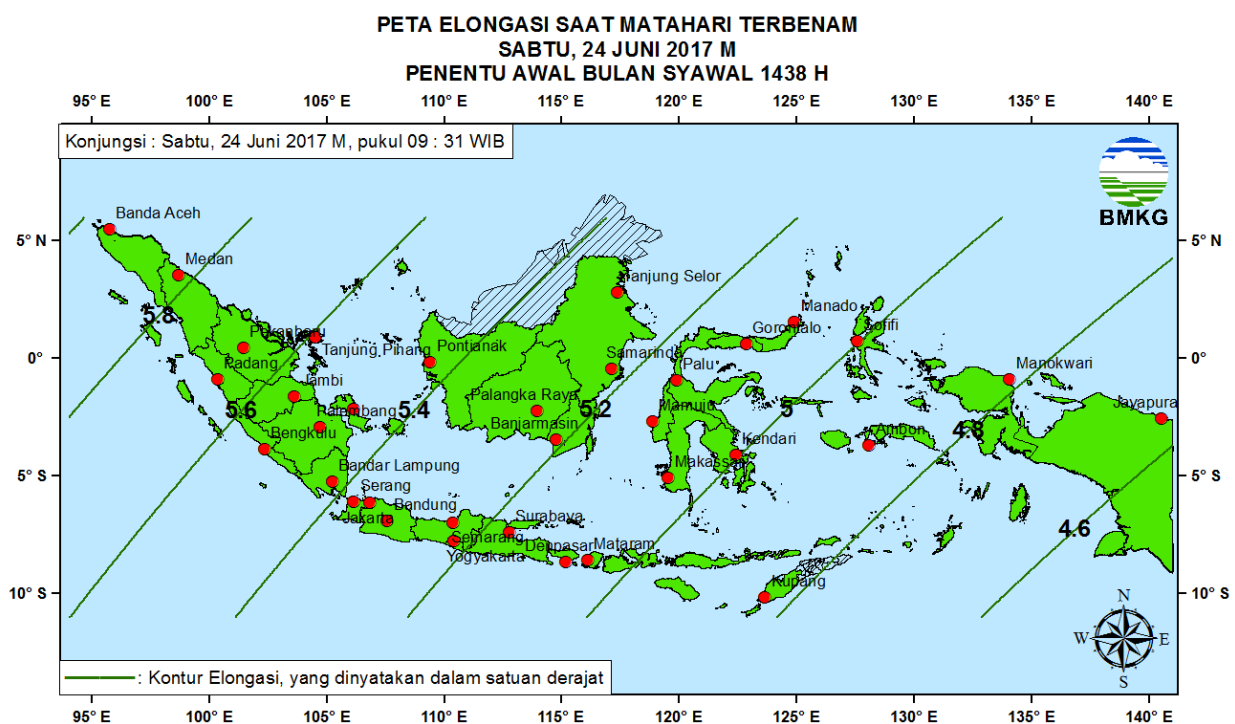 PETA ELONGASI SAAT MATAHARI TERBENAM
SABTU, 24 JUNI 2017 M
PENENTU AWAL BULAN SYAWAL 1438 H
95° E 100° E 105° E 110° E 115° E 120° E 125° E 130° E 135° E 140° E
Konjungsi : Sabtu, 24 Juni 2017 M, pukul 09 : 31 WIB
BMKG
Banda Aceh
5° N 5° N
Medan
Tanjung Selor
Manado
5.8
Sofifi
Pekanbaru
Gorontalo
Tanjung Pinang
Pontianak
Samarinda
0° 0°
Padang
Palu
Manokwari
Jambi
Palangka Raya
Jayapura
5.6
Palembang
5.4
5.2
Mamuju
5
Banjarmasin
Bengkulu
Kendari
Ambon
4.8
Bandar Lampung
Makassar
5° S 5° S
Serang
Bandung
Jakarta
Surabaya
4.6
Semarang
Denpasar
Mataram
Yogyakarta
Kupang
10° S 10° S
N
W E
S
: Kontur Elongasi, yang dinyatakan dalam satuan derajat
95° E 100° E 105° E 110° E 115° E 120° E 125° E 130° E 135° E 140° E